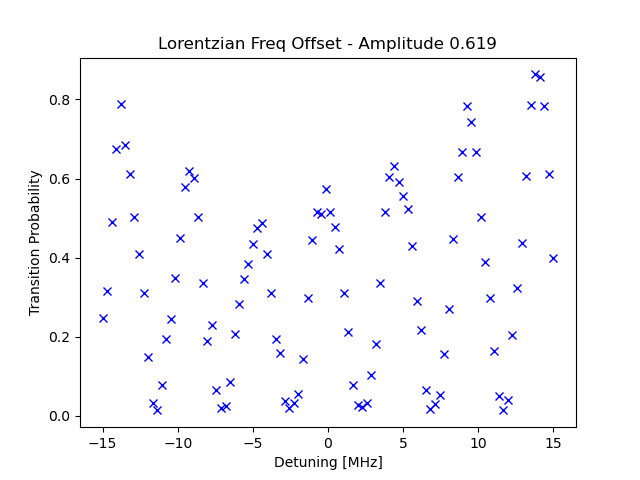 Lorentzian Freq Offset - Amplitude 0.619
Transition Probability
0.8
0.6
0.4
0.2
0.0
−15 −10 −5 0 5 10 15
Detuning [MHz]